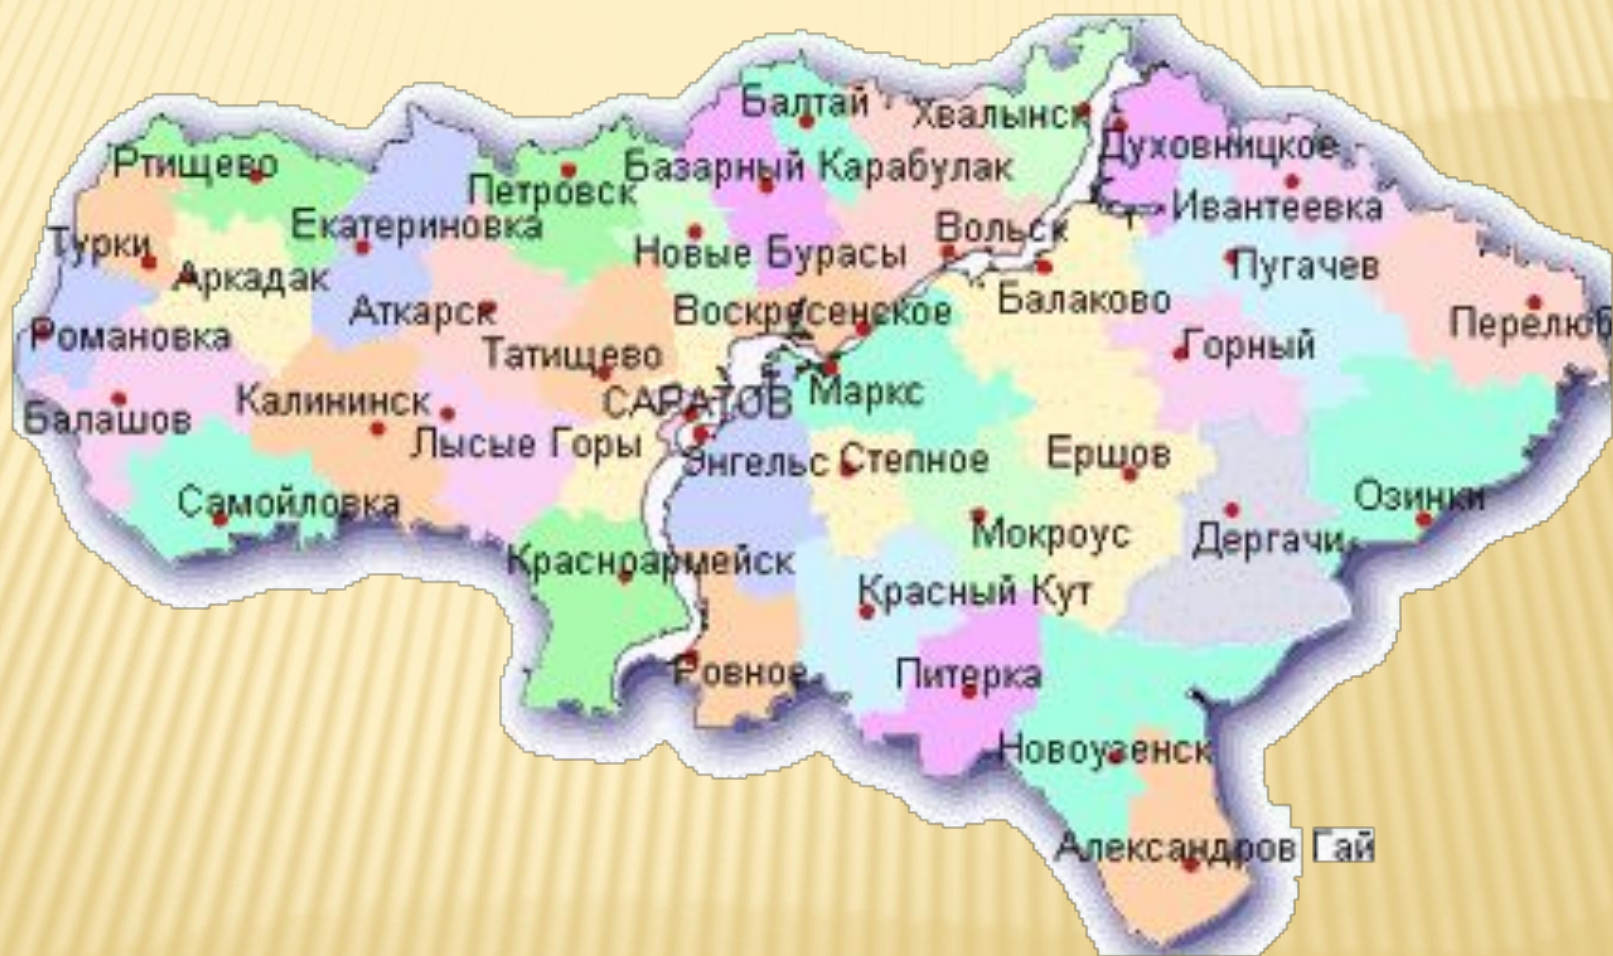 Балтай
Хвалынск
Духовницкое
Ртищево
Петровск
Базарный Карабулак
Ивантеевка
Турки
Екатериновка
Новые Бурасы
Вольск
Пугачев
Аркадак
Аткарск
Воскресенское
Балаково
Перелюб
Романовка
Татищево
Горный
Балашов
Калининск
САРАТОВ
Маркс
Лысые Горы
Энгельс
Степное
Ершов
Самойловка
Озинки
Мокроус
Дергачи
Красноармейск
Красный Кут
Ровное
Питерка
Новоузенск
Александров Гай